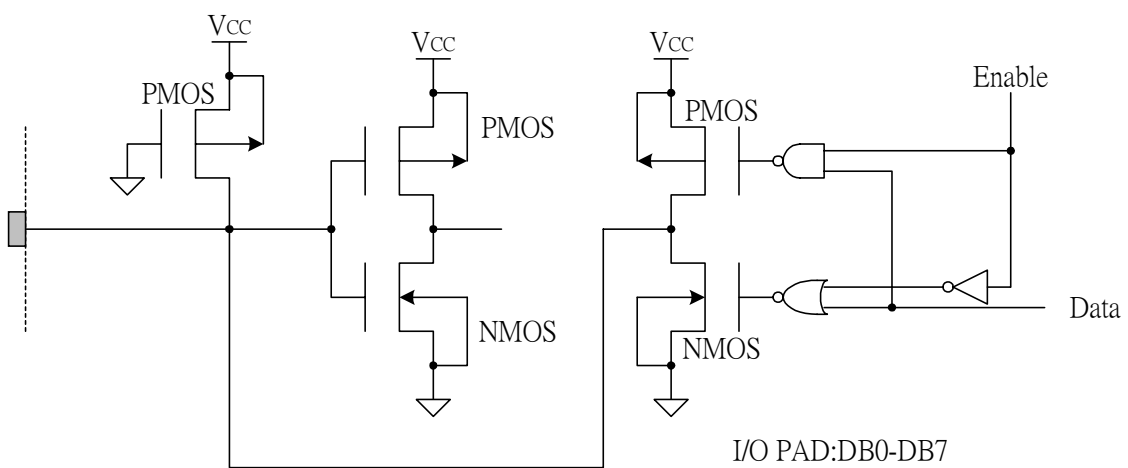 VCC
VCC
VCC
Enable
PMOS
PMOS
PMOS
Data
NMOS
NMOS
I/O PAD:DB0-DB7